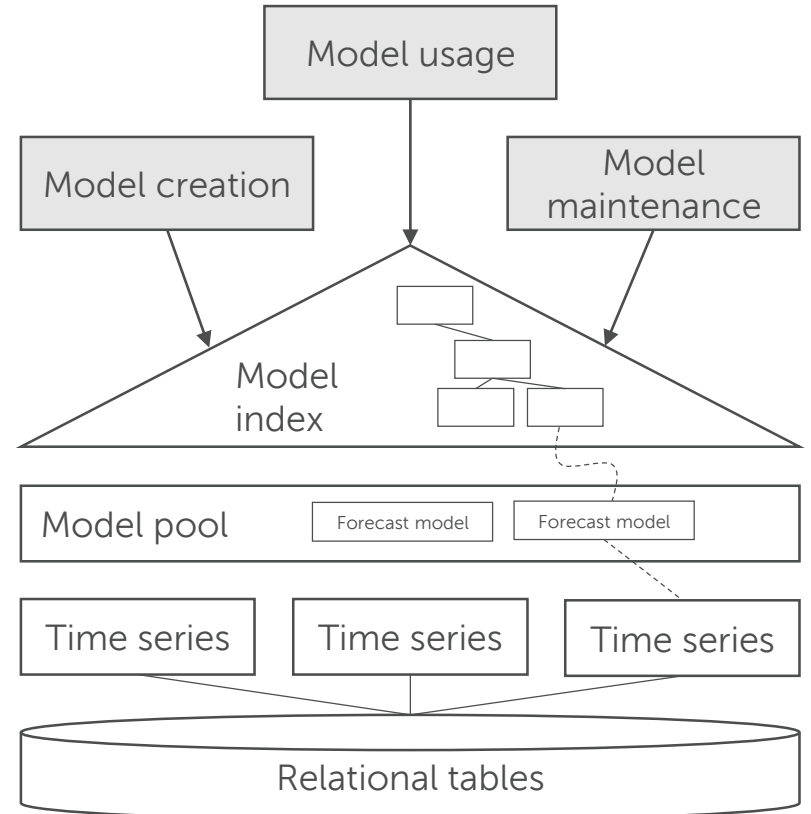 Model usage
Model creation
Model
maintenance
Model
index
Model pool
Forecast model
Forecast model
Time series
Time series
Time series
Relational tables